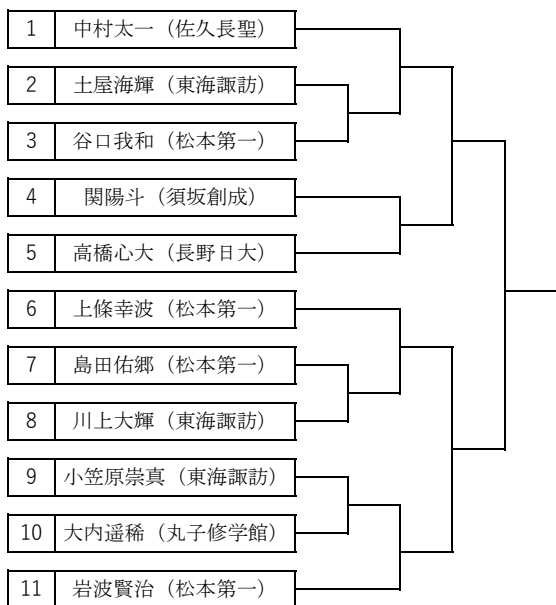 1 中村太一（佐久長聖）
2 土屋海輝（東海諏訪）
3 谷口我和（松本第一）
4 関陽斗（須坂創成）
5 高橋心大（長野日大）
6 上條幸波（松本第一）
7 島田佑郷（松本第一）
8 川上大輝（東海諏訪）
9 小笠原崇真（東海諏訪）
10 大内遥稀（丸子修学館）
11 岩波賢治（松本第一）